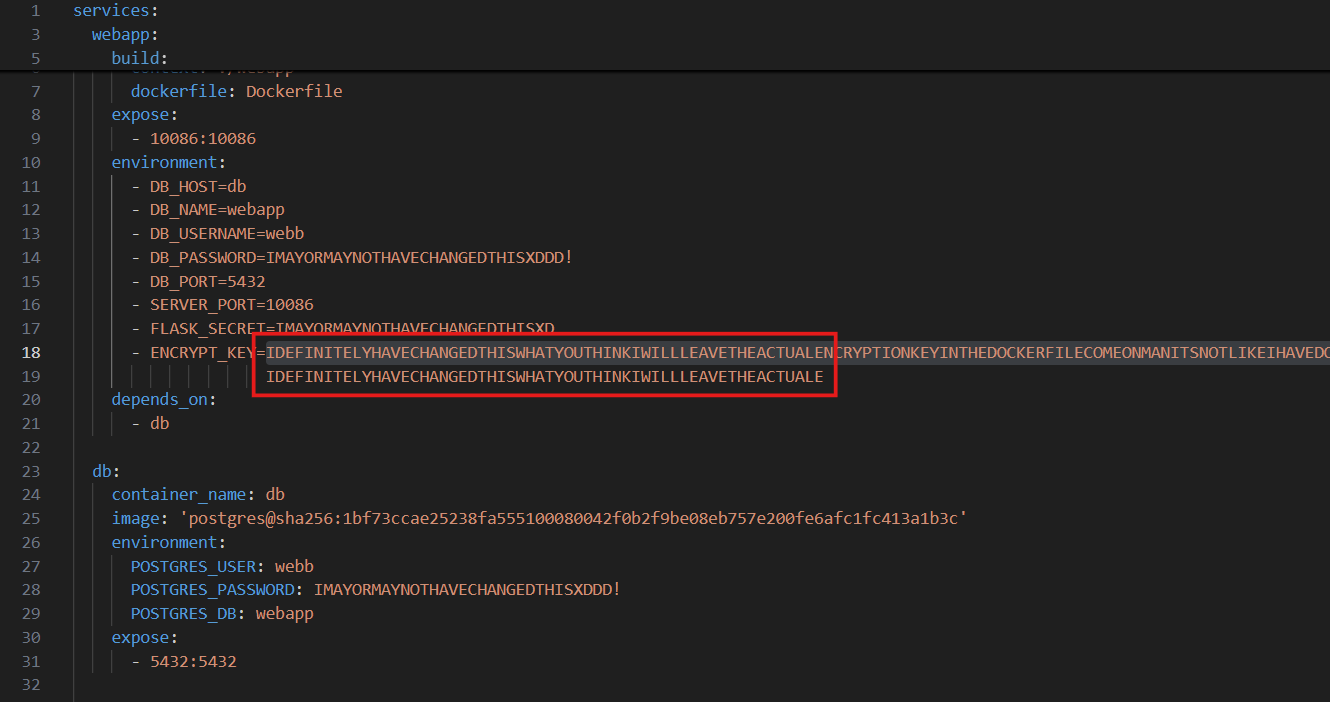 1 services:
3 webapp:
5 build:
7 dockerfile: Dockerfile
8 expose:
9 - 10086:10086
10 environment:
11 - DB_HOST=db
12 - DB_NAME=webapp
13 - DB_USERNAME=webb
14 - DB_PASSWORD=IMAYORMAYNOTHAVECHANGEDTHISXDDD!
15 - DB_PORT=5432
16 - SERVER_PORT=10086
17 - FLASK_SECRET=IMAYORMAYNOTHAVECHANGEDTHISXD
18 - ENCRYPT_KEY=IDEFINITELYHAVECHANGEDTHISWHATYOUTHINKIWILLLEAVETHEACTUALENCRYPTIONKEYINTHEDOCKERFILECOMEONMANITSNOTLIKEIHAVEDO
19 IDEFINITELYHAVECHANGEDTHISWHATYOUTHINKIWILLLEAVETHEACTUALE
20 depends_on:
21 - db
22
23 db:
24 container_name: db
25 image: 'postgres@sha256:1bf73ccae25238fa555100080042f0b2f9be08eb757e200fe6afc1fc413a1b3c'
26 environment:
27 POSTGRES_USER: webb
28 POSTGRES_PASSWORD: IMAYORMAYNOTHAVECHANGEDTHISXDDD!
29 POSTGRES_DB: webapp
30 expose:
31 - 5432:5432
32